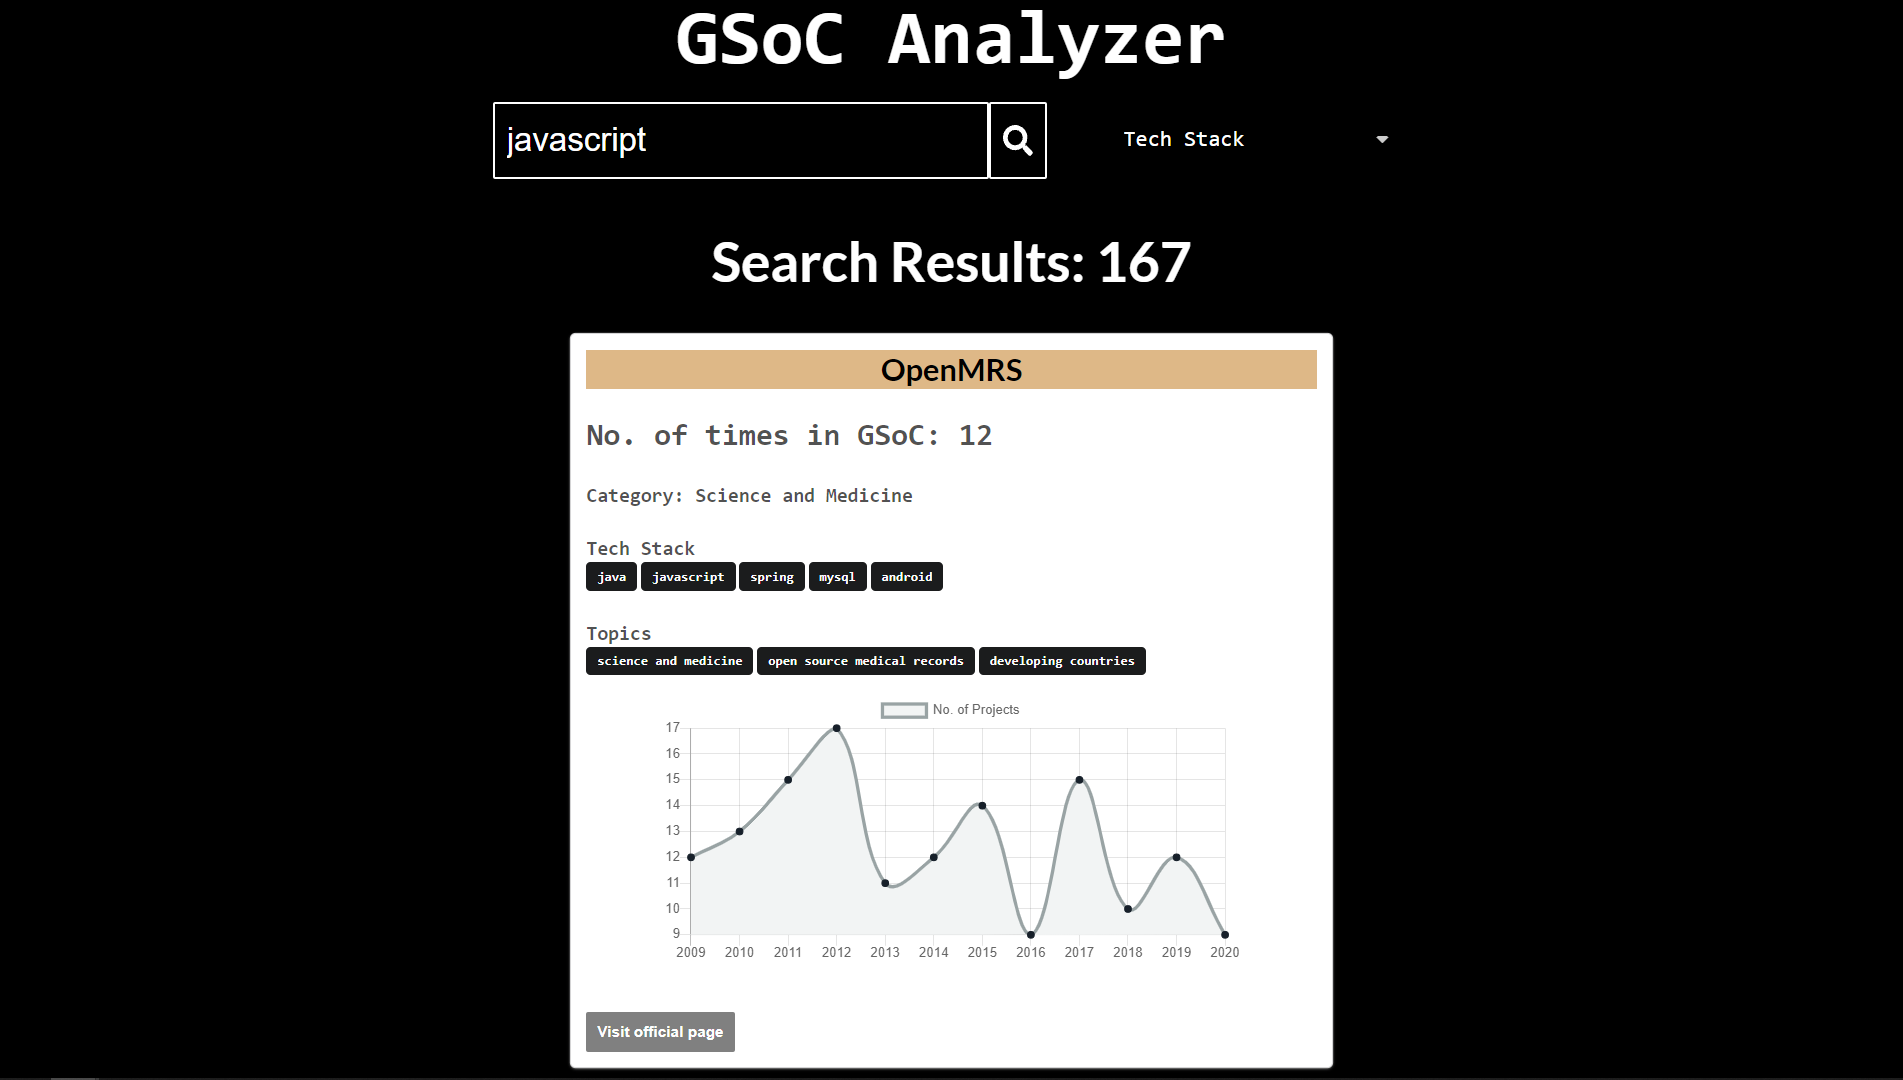 GSoC Analyzer
javascript
Tech Stack
Search Results: 167
OpenMRS
No. of times in GSoC: 12
Category: Science and Medicine
Tech Stack
java javascript spring mysql android
Topics
science and medicine open source medical records developing countries
No. of Projects
17
16
15
14
13
12
11
10
9
2009 2010 2011 2012 2013 2014 2015 2016 2017 2018 2019 2020
Visit official page